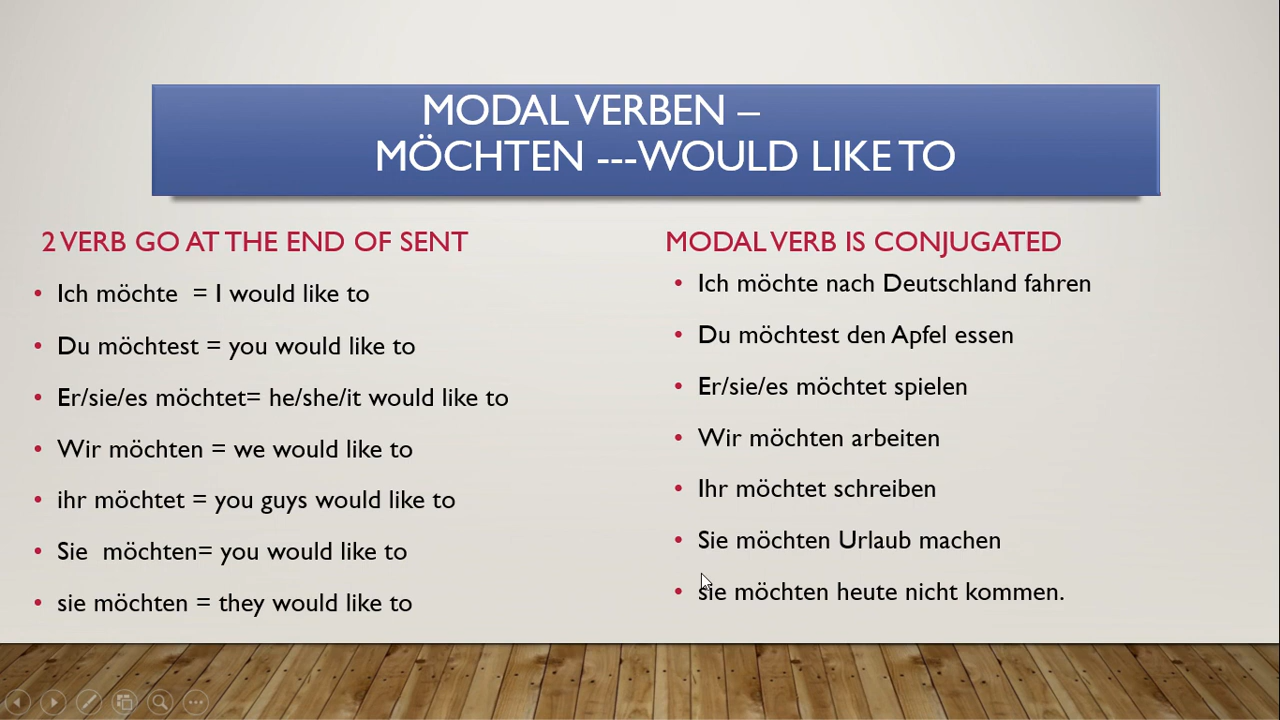 MODAL VERBEN –
MÖCHTEN ---WOULD LIKE TO
2 VERB GO AT THE END OF SENT
• Ich möchte  = I would like to
• Du möchtest = you would like to
• Er/sie/es möchtet= he/she/it would like to
• Wir möchten = we would like to
• ihr möchtet = you guys would like to
• Sie  möchten= you would like to
• sie möchten = they would like to
MODAL VERB IS CONJUGATED
• Ich möchte nach Deutschland fahren
• Du möchtest den Apfel essen
• Er/sie/es möchtet spielen
• Wir möchten arbeiten
• Ihr möchtet schreiben
• Sie möchten Urlaub machen
• sie möchten heute nicht kommen.